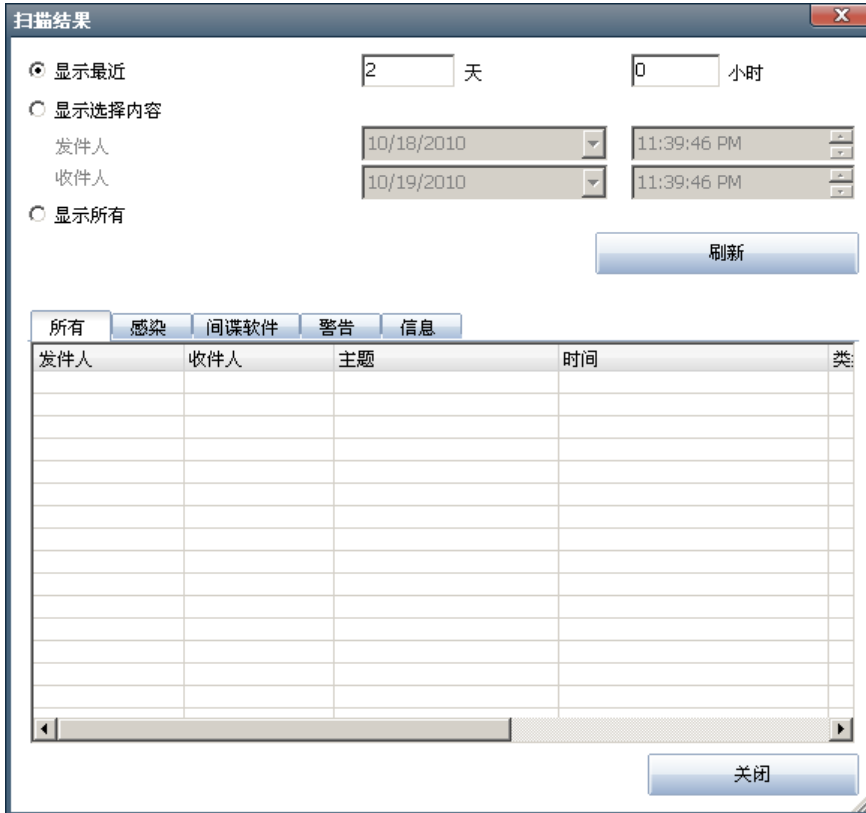 扫描结果
显示最近 2 天 0 小时
显示选择内容
发件人 10/18/2010 11:39:46 PM
收件人 10/19/2010 11:39:46 PM
显示所有
刷新
所有 感染 间谍软件 警告 信息
发件人 收件人 主题 时间
关闭